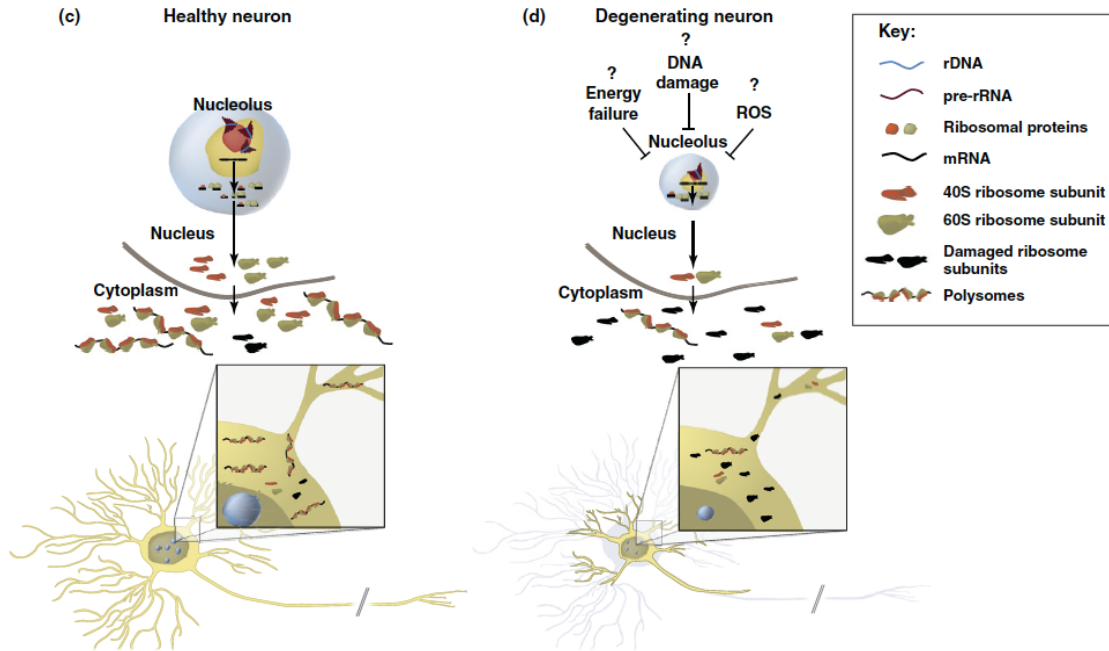 (c) Healthy neuron
Nucleolus
Nucleus
Cytoplasm
(d) Degenerating neuron
?
DNA
damage
?
Energy
failure
?
ROS
Nucleolus
Nucleus
Cytoplasm
Key:
rDNA
pre-rRNA
Ribosomal proteins
mRNA
40S ribosome subunit
60S ribosome subunit
Damaged ribosome
subunits
Polysomes